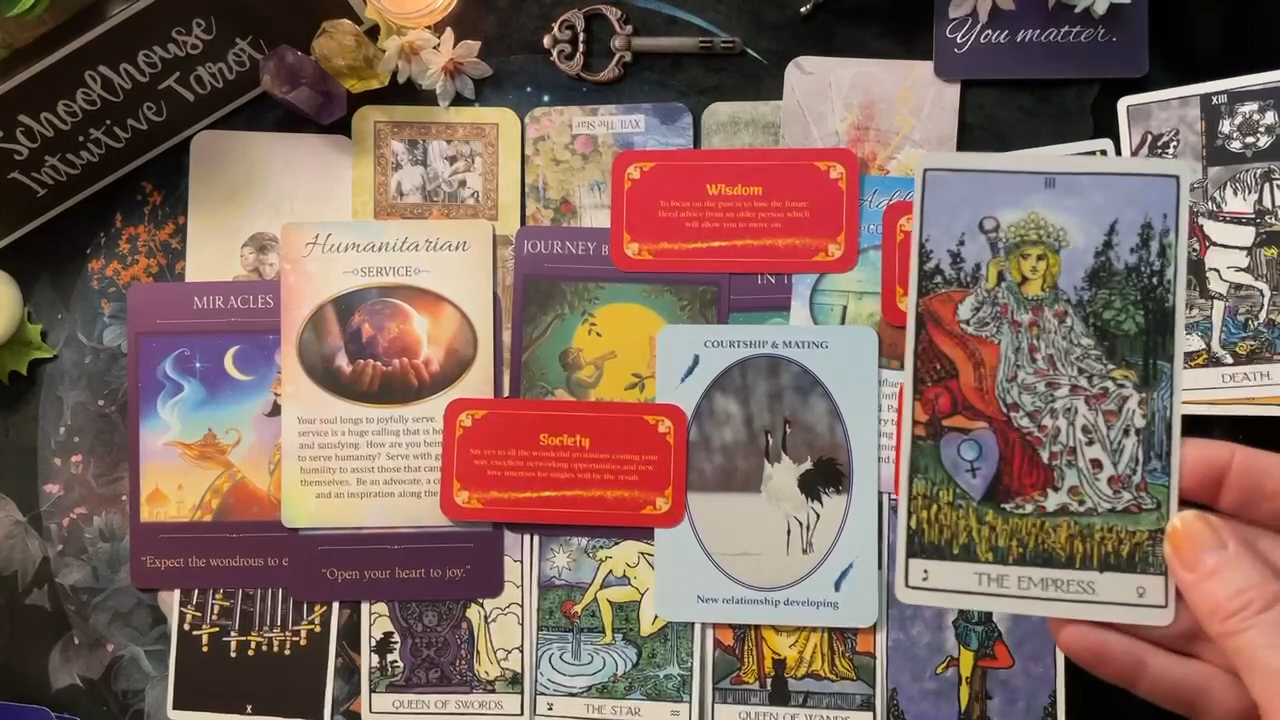 Schoolhouse
Intuitive Tarot
You matter.
XVII. The Star
XIII
DEATH.
Wisdom
To focus on the past is to lose the future.
Heed advice from an older person which
will allow you to move on
Humanitarian
SERVICE
Your soul longs to joyfully serve.
service is a huge calling that is
and satisfying. How are you
to serve humanity? Serve with
humility to assist those that
themselves. Be an advocate, a
and an inspiration along the
JOURNEY
MIRACLES
"Expect the wondrous to
"Open your heart to joy."
Society
Say yes to all the wonderful invitations coming your
way, excellent networking opportunities and new
love interests for singles will be the result.
COURTSHIP & MATING
New relationship developing
III
THE EMPRESS.
X
QUEEN OF SWORDS.
THE STAR.
QUEEN OF WANDS